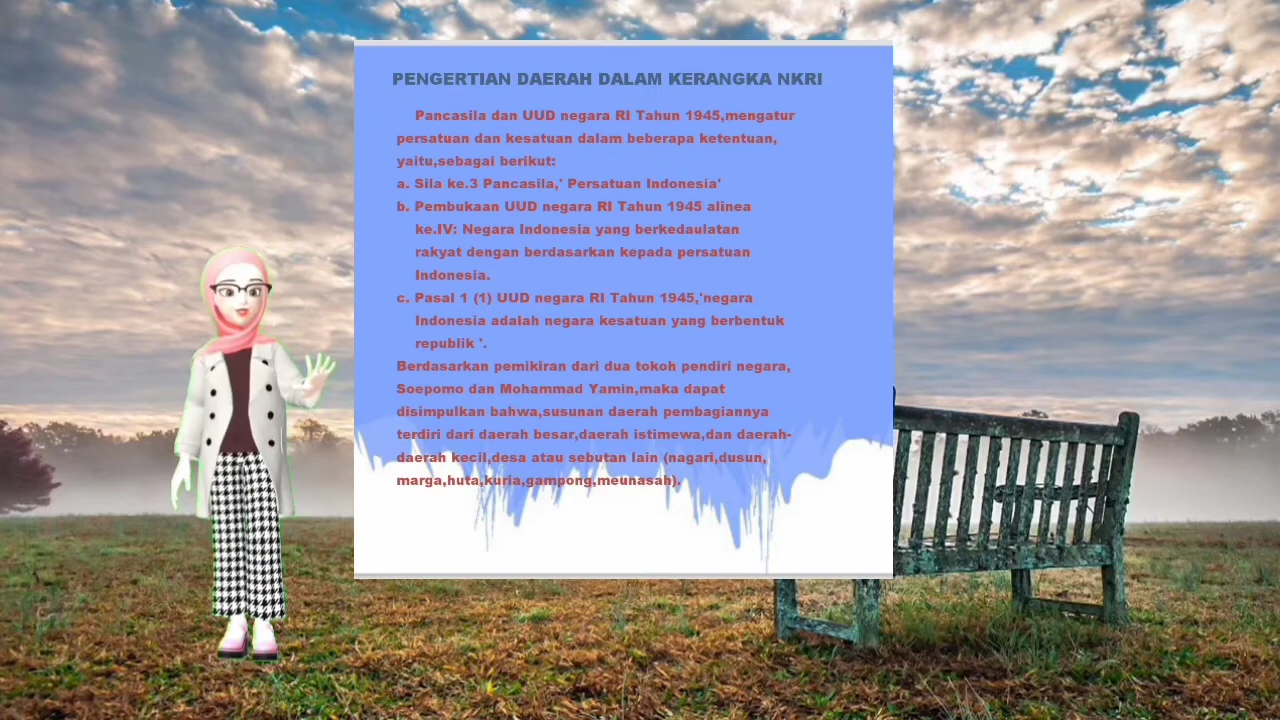 PENGERTIAN DAERAH DALAM KERANGKA NKRI
Pancasila dan UUD negara RI Tahun 1945,mengatur
persatuan dan kesatuan dalam beberapa ketentuan,
yaitu,sebagai berikut:
a. Sila ke.3 Pancasila,' Persatuan Indonesia'
b. Pembukaan UUD negara RI Tahun 1945 alinea
ke.IV: Negara Indonesia yang berkedaulatan
rakyat dengan berdasarkan kepada persatuan
Indonesia.
c. Pasal 1 (1) UUD negara RI Tahun 1945,'negara
Indonesia adalah negara kesatuan yang berbentuk
republik '.
Berdasarkan pemikiran dari dua tokoh pendiri negara,
Soepomo dan Mohammad Yamin,maka dapat
disimpulkan bahwa,susunan daerah pembagiannya
terdiri dari daerah besar,daerah istimewa,dan daerah-
daerah kecil,desa atau sebutan lain (nagari,dusun,
marga,huta,kuria,gampong,meunasah).